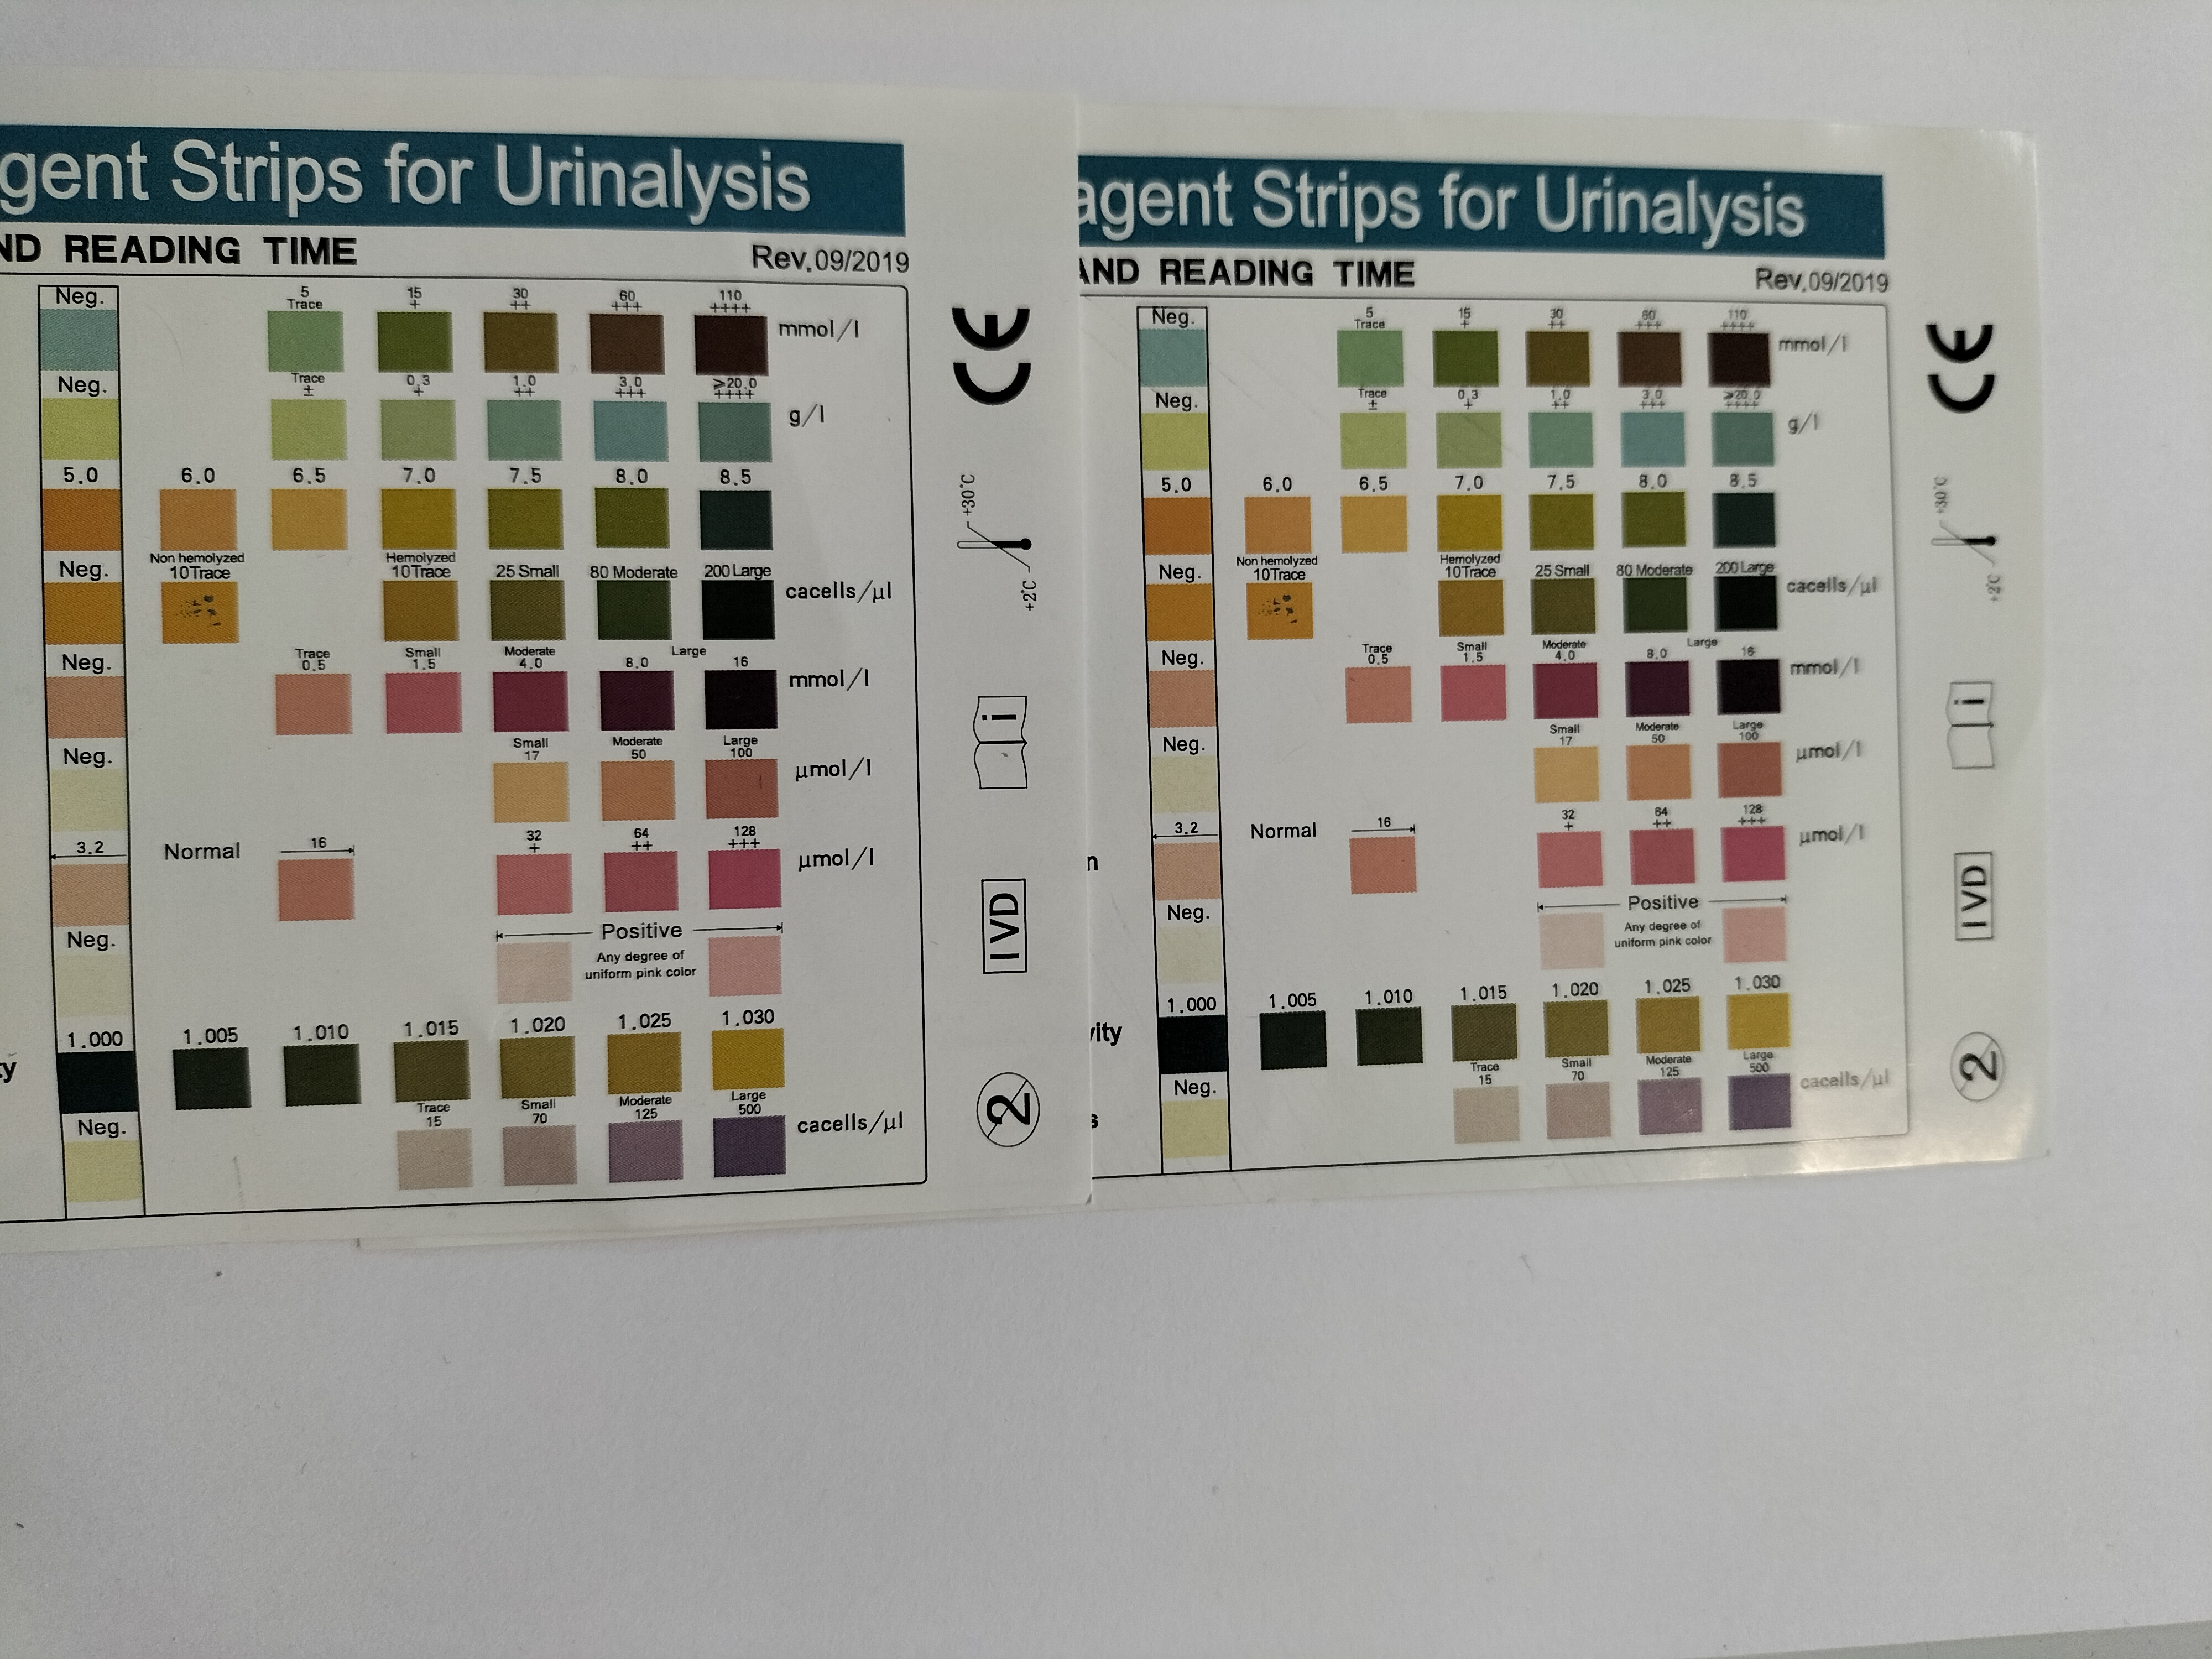 gent Strips for Urinalysis
ND READING TIME
Rev.09/2019
Neg.
5 15 30 60 110
Trace + ++ +++ ++++
mmol/l
Neg.
Trace 0.3 1.0 3.0 ≥20.0
± + ++ +++ ++++
g/l
5.0 6.0 6.5 7.0 7.5 8.0 8.5
Neg.
Non hemolyzed Hemolyzed
10Trace 10Trace 25 Small 80 Moderate 200 Large
cacells/µl
Neg.
Trace Small Moderate Large
0.5 1.5 4.0 8.0 16
mmol/l
Neg.
Small Moderate Large
17 50 100
µmol/l
3.2 Normal 16
32 64 128
+ ++ +++
µmol/l
Neg.
Positive
Any degree of
uniform pink color
ty
1.000 1.005 1.010 1.015 1.020 1.025 1.030
Neg.
Trace Small Moderate Large
15 70 125 500
cacells/µl
CE
+2℃ +30℃
i
IVD
2
agent Strips for Urinalysis
AND READING TIME
Rev.09/2019
Neg.
5 15 30 60 110
Trace + ++ +++ ++++
mmol/l
Neg.
Trace 0.3 1.0 3.0 ≥20.0
± + ++ +++ ++++
g/l
5.0 6.0 6.5 7.0 7.5 8.0 8.5
Neg.
Non hemolyzed Hemolyzed
10Trace 10Trace 25 Small 80 Moderate 200 Large
cacells/µl
Neg.
Trace Small Moderate Large
0.5 1.5 4.0 8.0 16
mmol/l
Neg.
Small Moderate Large
17 50 100
µmol/l
n
3.2 Normal 16
32 64 128
+ ++ +++
µmol/l
Neg.
Positive
Any degree of
uniform pink color
vity
1.000 1.005 1.010 1.015 1.020 1.025 1.030
s
Neg.
Trace Small Moderate Large
15 70 125 500
cacells/µl
CE
+2℃ +30℃
i
IVD
2